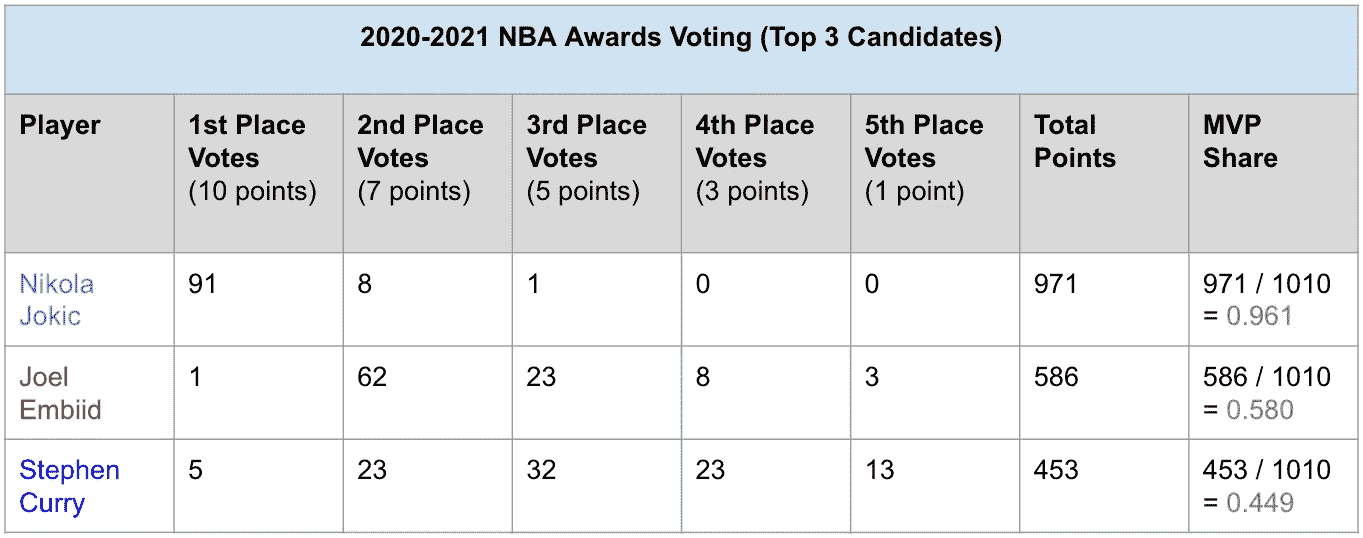 2020-2021 NBA Awards Voting (Top 3 Candidates)
Player
1st Place
Votes
(10 points)
2nd Place
Votes
(7 points)
3rd Place
Votes
(5 points)
4th Place
Votes
(3 points)
5th Place
Votes
(1 point)
Total
Points
MVP
Share
Nikola
Jokic
91
8
1
0
0
971
971 / 1010
= 0.961
Joel
Embiid
1
62
23
8
3
586
586 / 1010
= 0.580
Stephen
Curry
5
23
32
23
13
453
453 / 1010
= 0.449